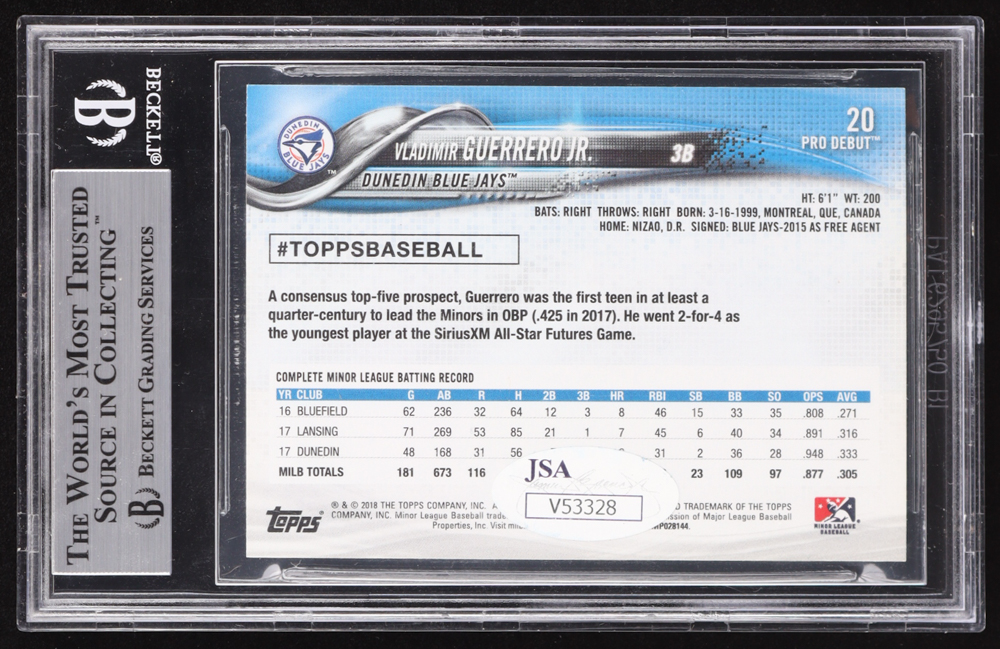 BECKETT®
B
THE WORLD'S MOST TRUSTED
SOURCE IN COLLECTING™
BECKETT GRADING SERVICES
B
DUNEDIN
BLUE JAYS
™
VLADIMIR GUERRERO JR.
3B
DUNEDIN BLUE JAYS™
20
PRO DEBUT™
HT: 6'1" WT: 200
BATS: RIGHT THROWS: RIGHT BORN: 3-16-1999, MONTREAL, QUE, CANADA
HOME: NIZAO, D.R. SIGNED: BLUE JAYS-2015 AS FREE AGENT
#TOPPSBASEBALL
A consensus top-five prospect, Guerrero was the first teen in at least a
quarter-century to lead the Minors in OBP (.425 in 2017). He went 2-for-4 as
the youngest player at the SiriusXM All-Star Futures Game.
COMPLETE MINOR LEAGUE BATTING RECORD
YR CLUB G AB R H 2B 3B HR RBI SB BB SO OPS AVG
16 BLUEFIELD 62 236 32 64 12 3 8 46 15 33 35 .808 .271
17 LANSING 71 269 53 85 21 1 7 45 6 40 34 .891 .316
17 DUNEDIN 48 168 31 56 31 2 36 28 .948 .333
MILB TOTALS 181 673 116 23 109 97 .877 .305
JSA
V53328
Topps®
® & © 2018 THE TOPPS COMPANY, INC. TRADEMARK OF THE TOPPS
COMPANY, INC. Minor League Baseball of Major League Baseball
Properties, Inc. Visit
MINOR LEAGUE
BASEBALL